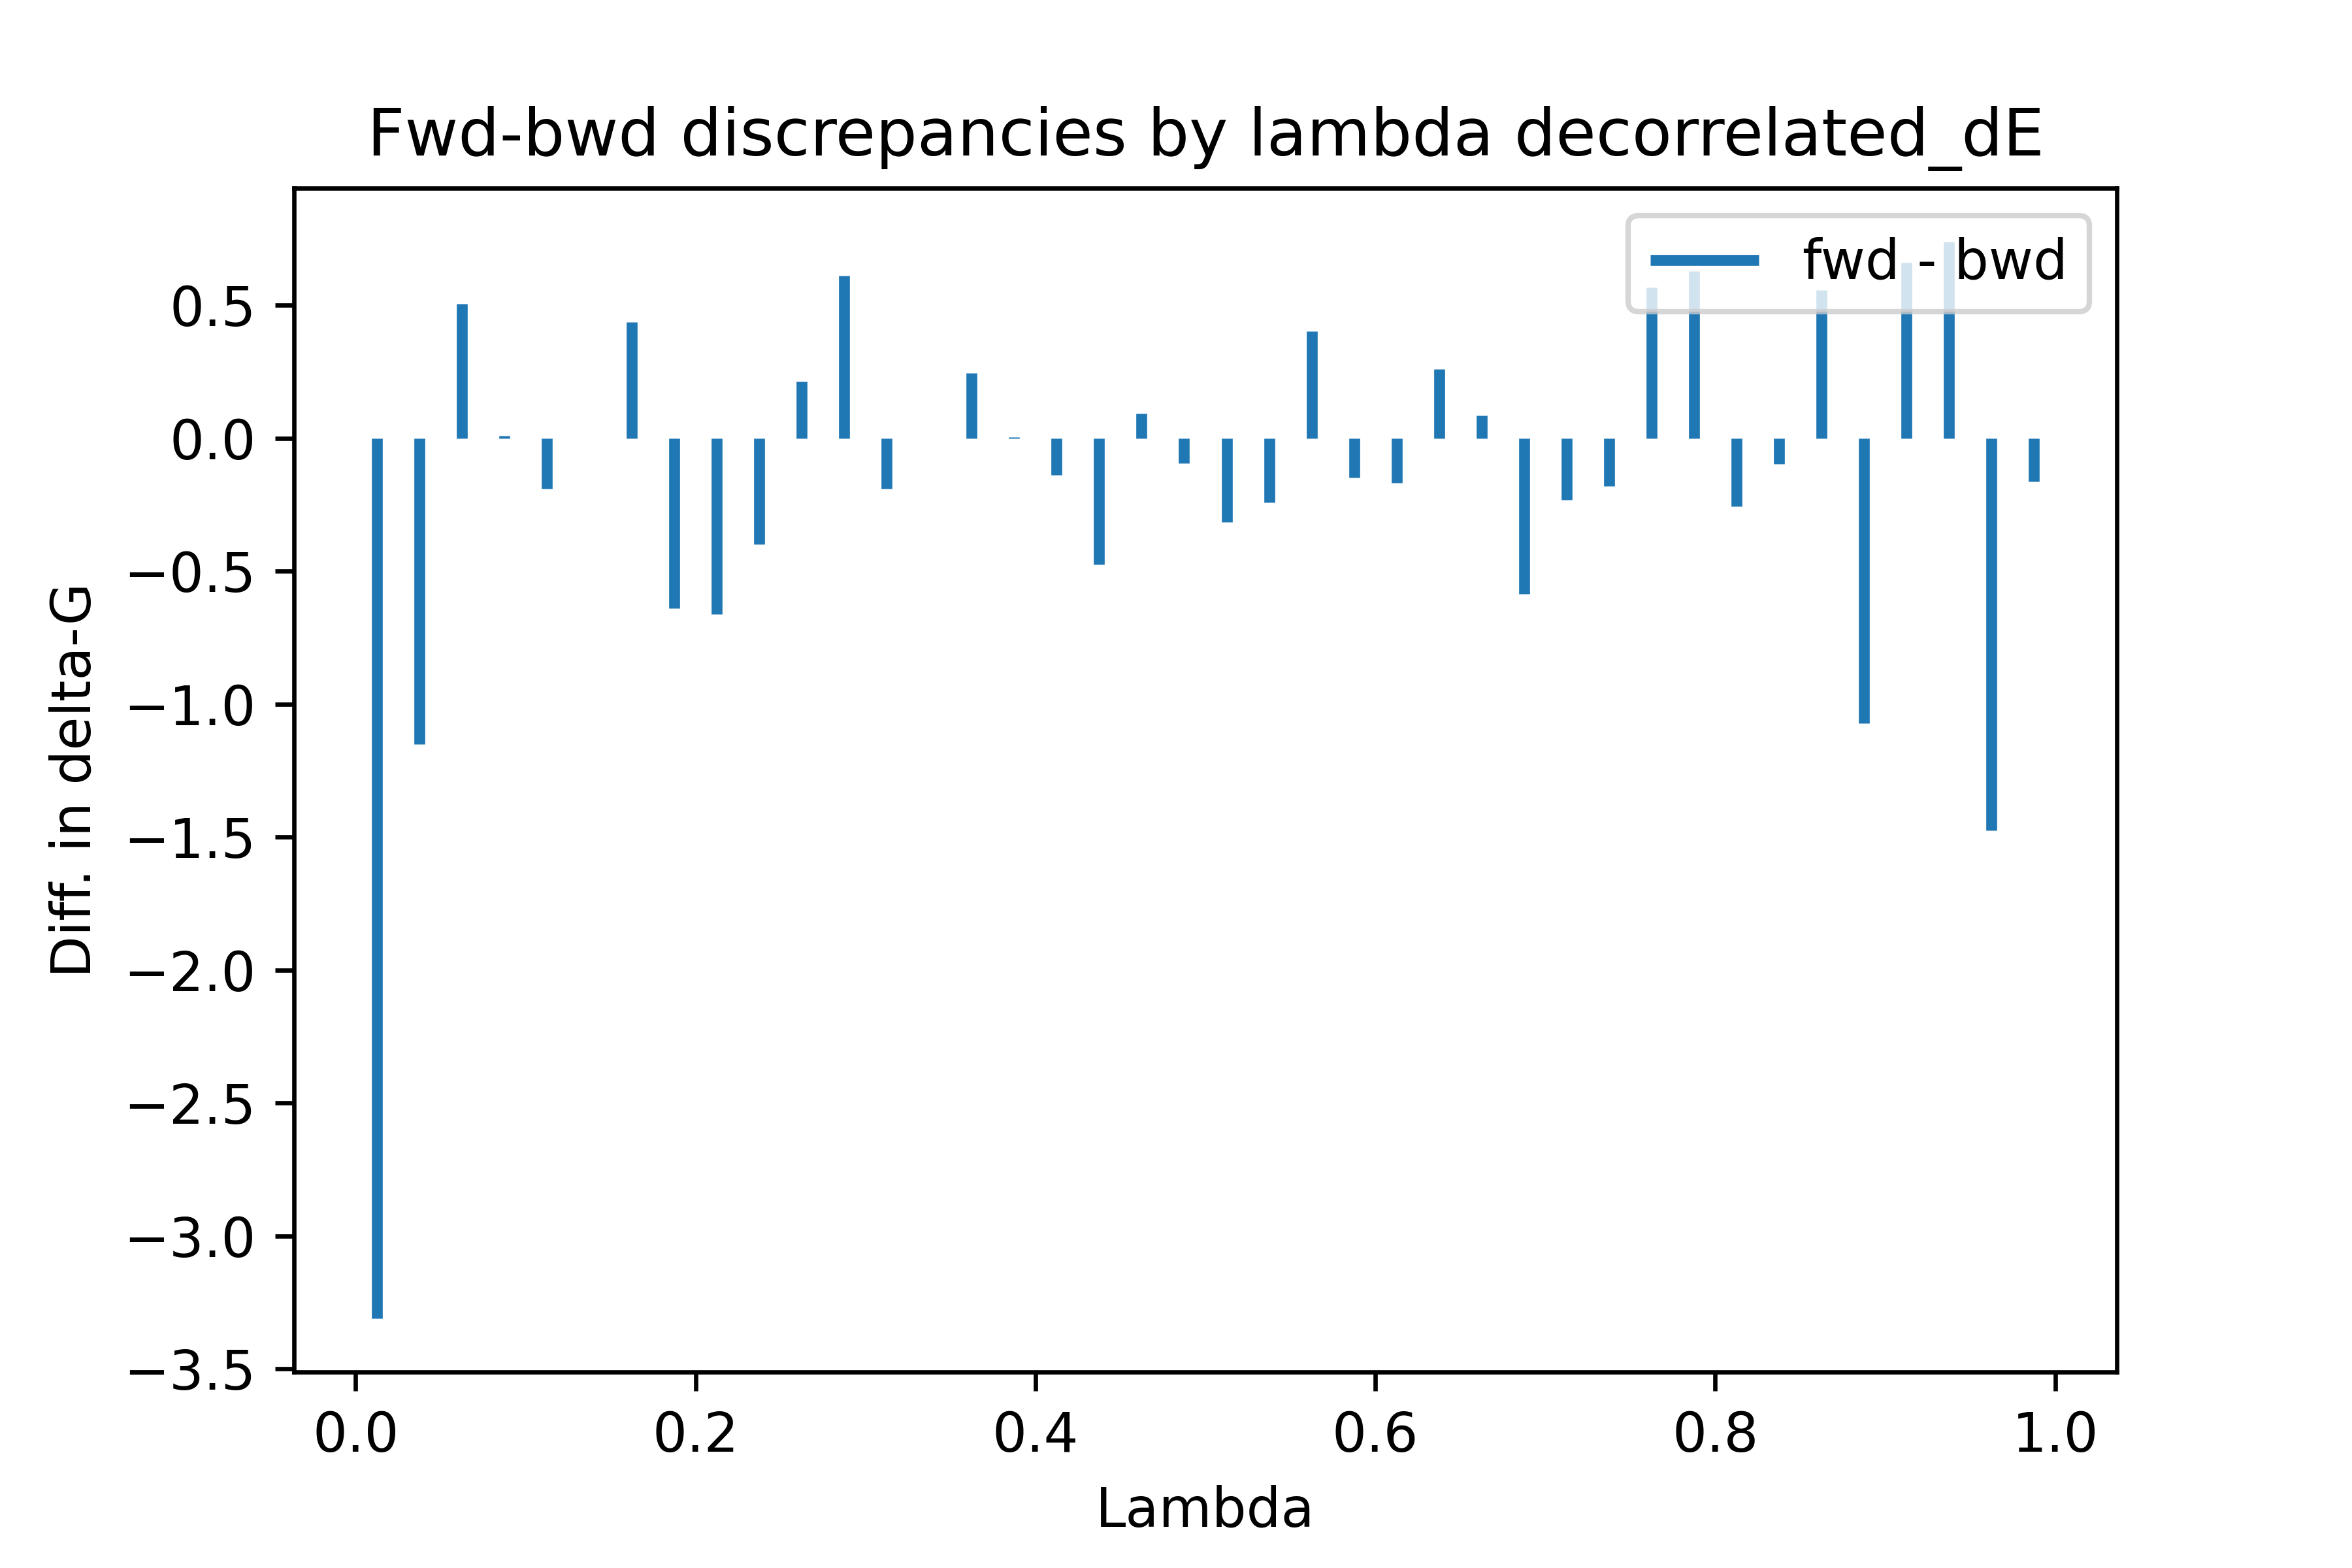 Fwd-bwd discrepancies by lambda decorrelated_dE
fwd - bwd
0.5
0.0
−0.5
−1.0
−1.5
−2.0
−2.5
−3.0
−3.5
Diff. in delta-G
0.0 0.2 0.4 0.6 0.8 1.0
Lambda